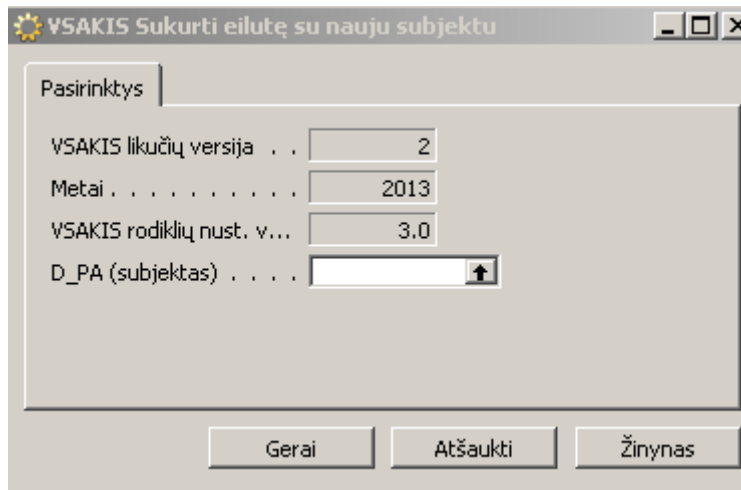 VSAKIS Sukurti eilutę su nauju subjektu
Pasirinktys
VSAKIS likučių versija . . 2
Metai . . . . . . . . . . 2013
VSAKIS rodiklių nust. v... 3.0
D_PA (subjektas) . . . .
Gerai Atšaukti Žinynas